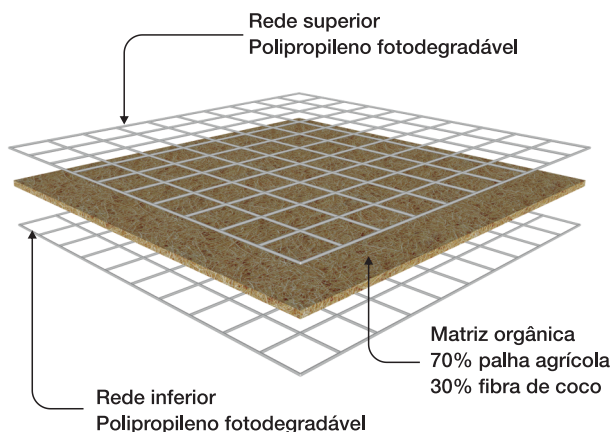 Rede superior
Polipropileno fotodegradável
Matriz orgânica
70% palha agrícola
30% fibra de coco
Rede inferior
Polipropileno fotodegradável